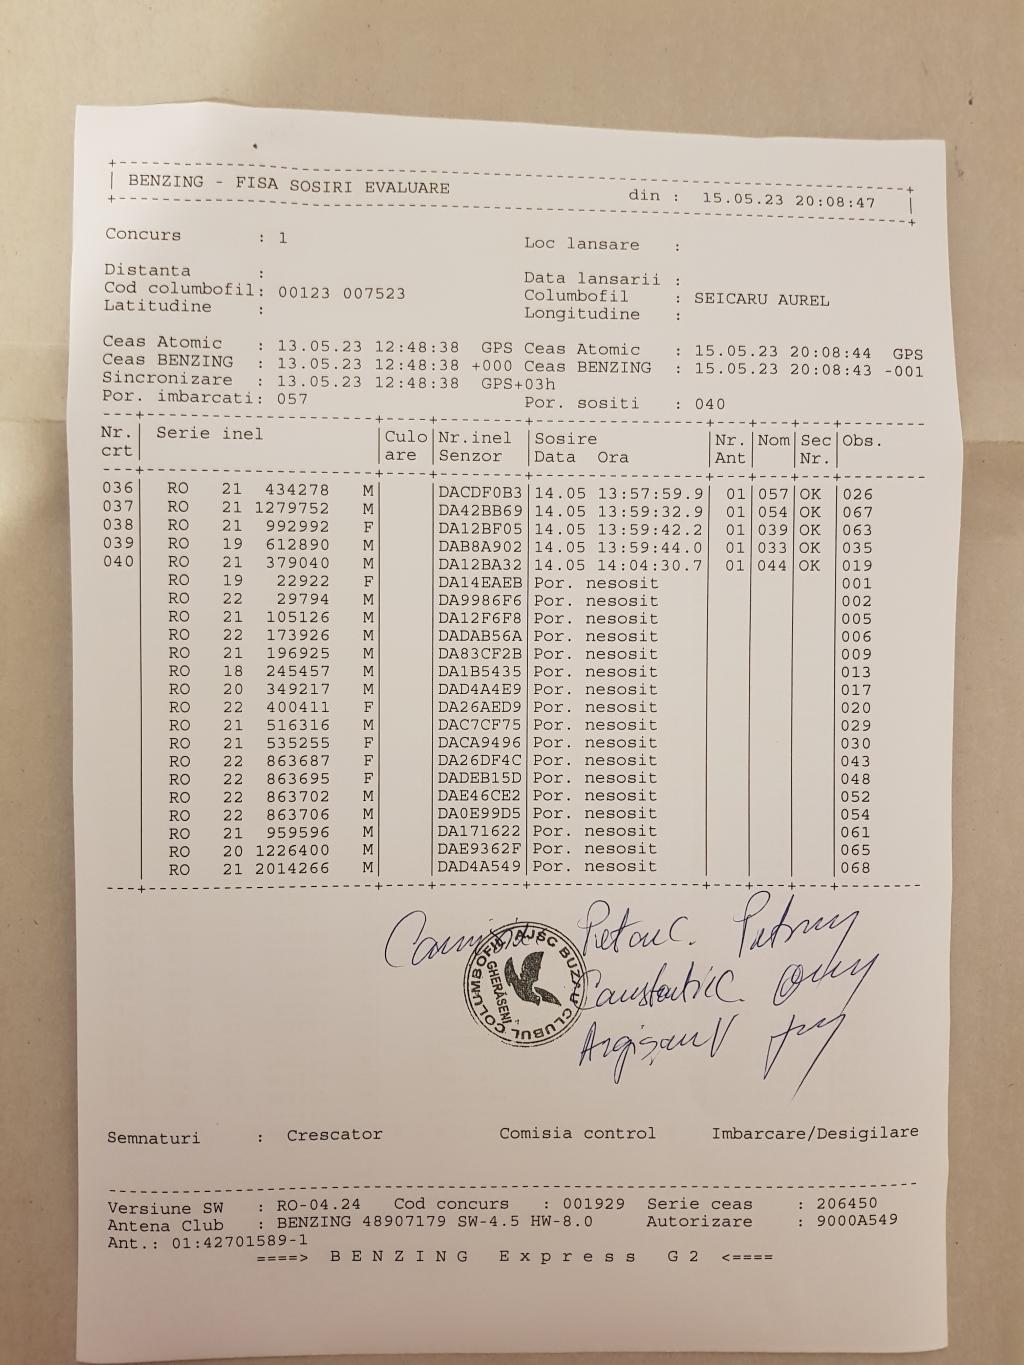 BENZING - FISA SOSIRI EVALUARE din : 15.05.23 20:08:47
Concurs : 1 Loc lansare :
Distanta : Data lansarii :
Cod columbofil: 00123 007523 Columbofil : SEICARU AUREL
Latitudine : Longitudine :
Ceas Atomic : 13.05.23 12:48:38 GPS Ceas Atomic : 15.05.23 20:08:44 GPS
Ceas BENZING : 13.05.23 12:48:38 +000 Ceas BENZING : 15.05.23 20:08:43 -001
Sincronizare : 13.05.23 12:48:38 GPS+03h
Por. imbarcati: 057 Por. sositi : 040
Nr. Serie inel Culo Nr.inel Sosire Nr. Nom Sec Obs.
crt are Senzor Data Ora Ant Nr.
036 RO 21 434278 M DACDF0B3 14.05 13:57:59.9 01 057 OK 026
037 RO 21 1279752 M DA42BB69 14.05 13:59:32.9 01 054 OK 067
038 RO 21 992992 F DA12BF05 14.05 13:59:42.2 01 039 OK 063
039 RO 19 612890 M DAB8A902 14.05 13:59:44.0 01 033 OK 035
040 RO 21 379040 M DA12BA32 14.05 14:04:30.7 01 044 OK 019
RO 19 22922 F DA14EAEB Por. nesosit 001
RO 22 29794 M DA9986F6 Por. nesosit 002
RO 21 105126 M DA12F6F8 Por. nesosit 005
RO 22 173926 M DADAB56A Por. nesosit 006
RO 21 196925 M DA83CF2B Por. nesosit 009
RO 18 245457 M DA1B5435 Por. nesosit 013
RO 20 349217 M DAD4A4E9 Por. nesosit 017
RO 22 400411 F DA26AED9 Por. nesosit 020
RO 21 516316 M DAC7CF75 Por. nesosit 029
RO 21 535255 F DACA9496 Por. nesosit 030
RO 22 863687 F DA26DF4C Por. nesosit 043
RO 22 863695 F DADEB15D Por. nesosit 048
RO 22 863702 M DAE46CE2 Por. nesosit 052
RO 22 863706 M DA0E99D5 Por. nesosit 054
RO 21 959596 M DA171622 Por. nesosit 061
RO 20 1226400 M DAE9362F Por. nesosit 065
RO 21 2014266 M DAD4A549 Por. nesosit 068
CLUBUL COLUMBOFIL AJSC BUZAU
GHERĂSENI
Semnaturi : Crescator Comisia control Imbarcare/Desigilare
Versiune SW : RO-04.24 Cod concurs : 001929 Serie ceas : 206450
Antena Club : BENZING 48907179 SW-4.5 HW-8.0 Autorizare : 9000A549
Ant.: 01:42701589-1
====> B E N Z I N G E x p r e s s G 2 <====